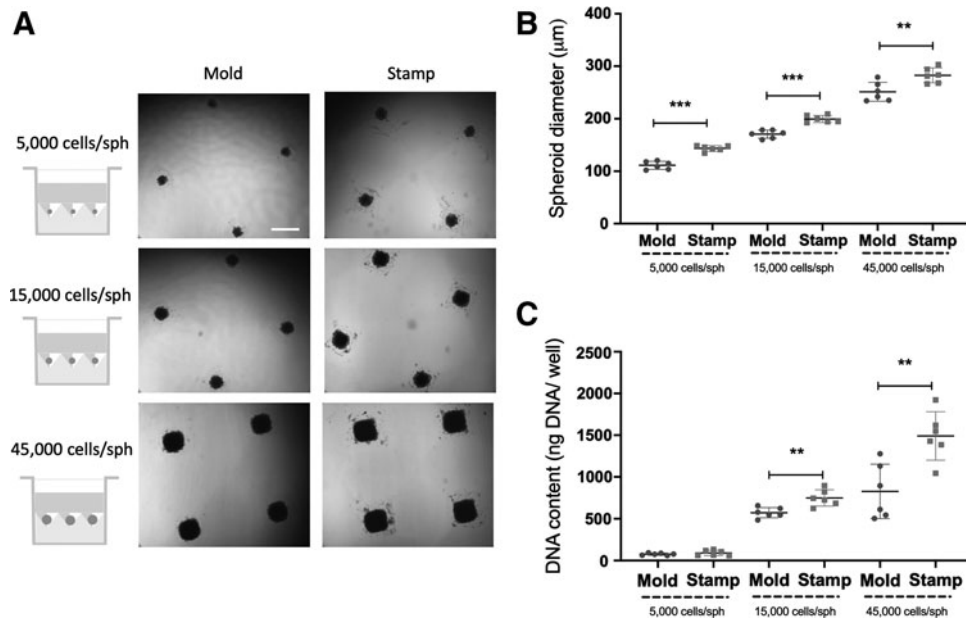 A
Mold
Stamp
5,000 cells/sph
15,000 cells/sph
45,000 cells/sph
B
Spheroid diameter (μm)
400
300
200
100
0
***
***
**
Mold Stamp Mold Stamp Mold Stamp
5,000 cells/sph 15,000 cells/sph 45,000 cells/sph
C
DNA content (ng DNA/ well)
2500
2000
1500
1000
500
0
**
**
Mold Stamp Mold Stamp Mold Stamp
5,000 cells/sph 15,000 cells/sph 45,000 cells/sph